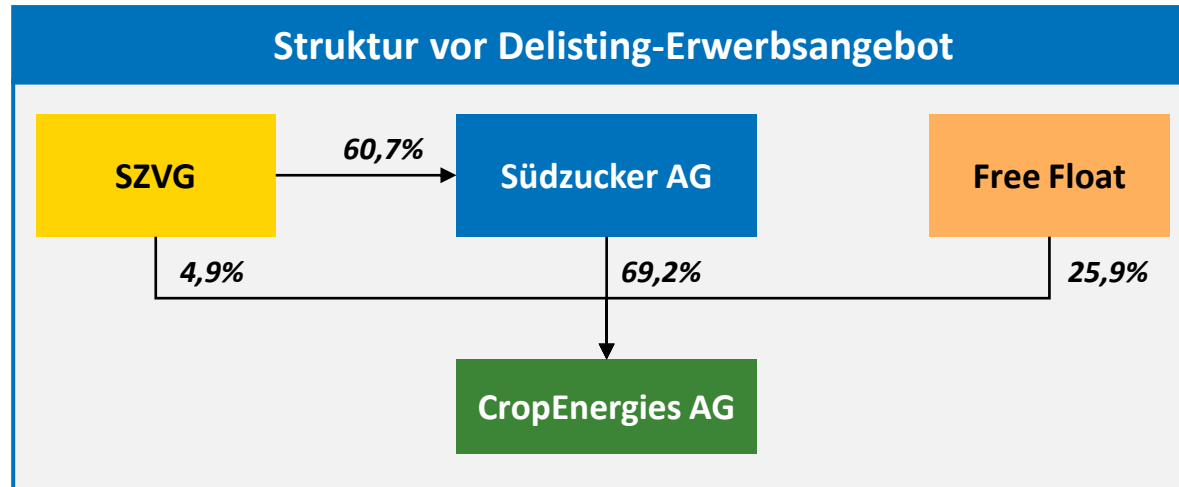 Struktur vor Delisting-Erwerbsangebot
SZVG
60,7%
Südzucker AG
Free Float
4,9%
69,2%
25,9%
CropEnergies AG